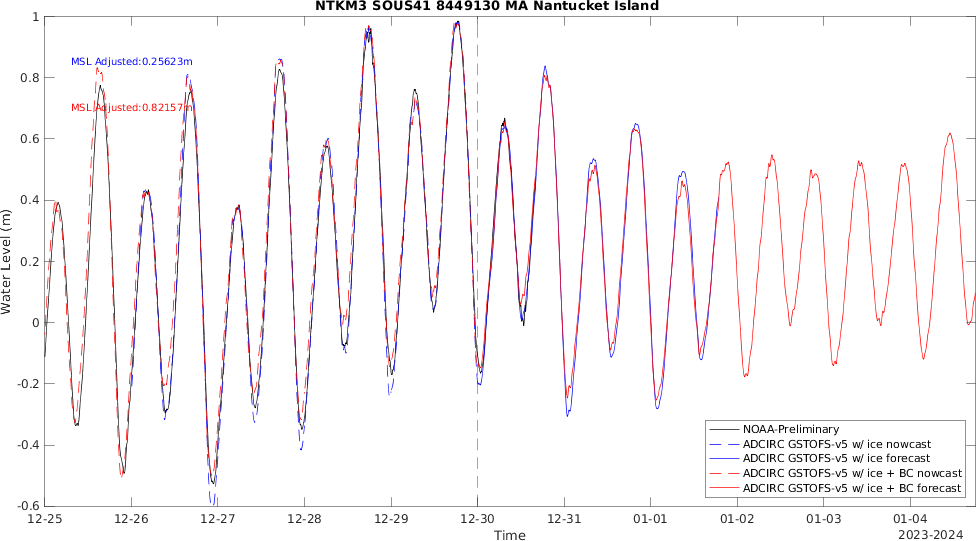 NTKM3 SOUS41 8449130 MA Nantucket Island
1
0.8
0.6
0.4
0.2
0
-0.2
-0.4
-0.6
Water Level (m)
MSL Adjusted:0.25623m
MSL Adjusted:0.82157m
NOAA-Preliminary
ADCIRC GSTOFS-v5 w/ ice nowcast
ADCIRC GSTOFS-v5 w/ ice forecast
ADCIRC GSTOFS-v5 w/ ice + BC nowcast
ADCIRC GSTOFS-v5 w/ ice + BC forecast
12-25 12-26 12-27 12-28 12-29 12-30 12-31 01-01 01-02 01-03 01-04
Time
2023-2024